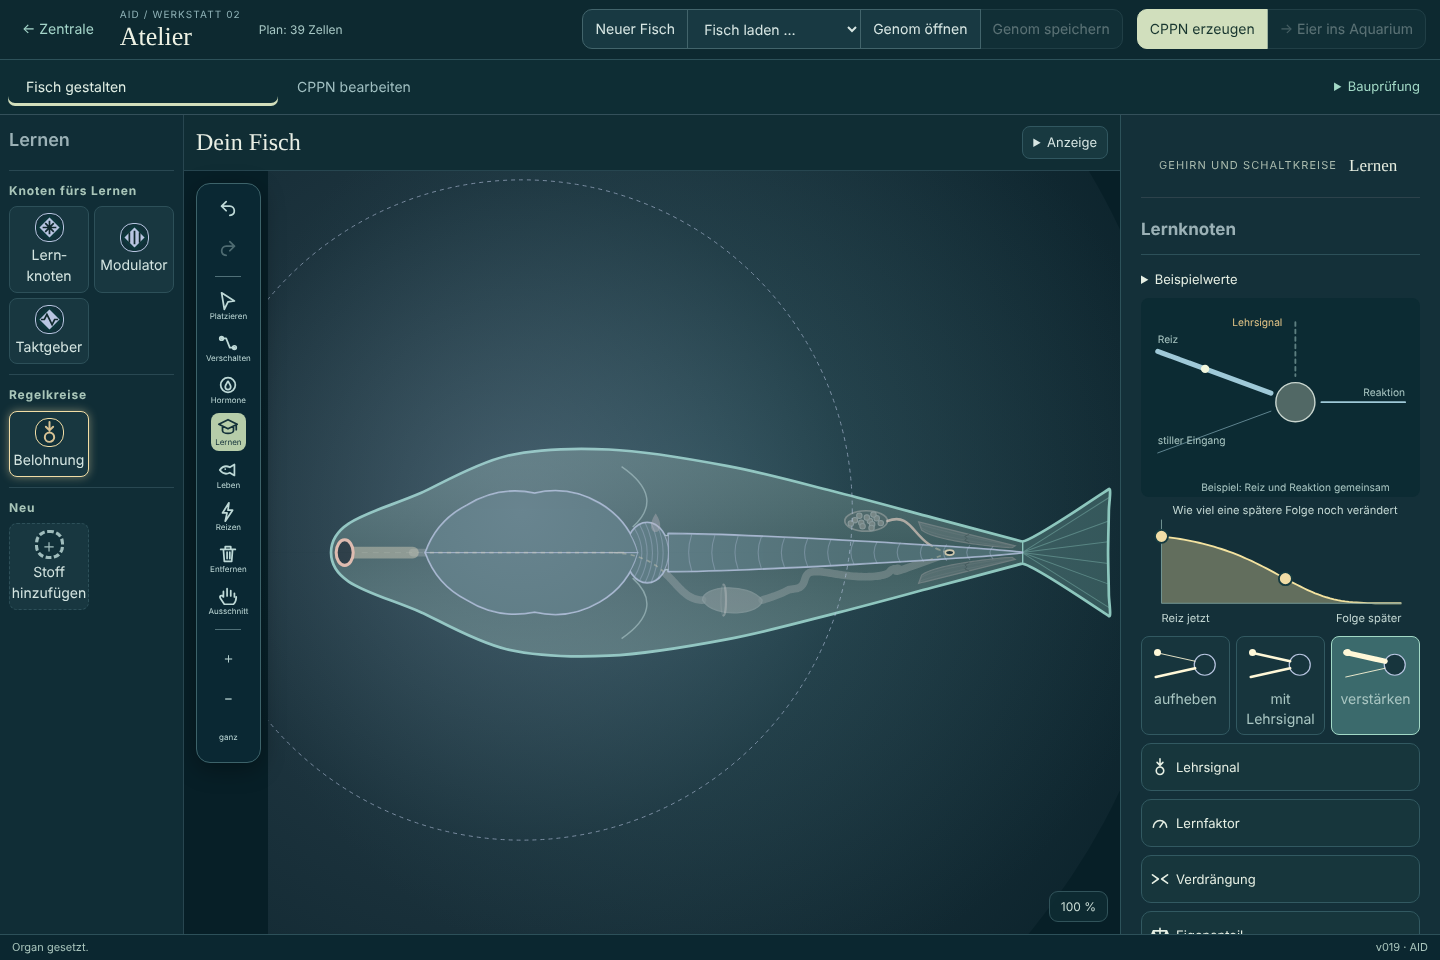 ← Zentrale
AID / WERKSTATT 02
Atelier
Plan: 39 Zellen
Neuer Fisch
Fisch laden ...
Genom öffnen
Genom speichern
CPPN erzeugen
→ Eier ins Aquarium
Fisch gestalten
CPPN bearbeiten
Bauprüfung
Lernen
Knoten fürs Lernen
Lern-
knoten
Modulator
Taktgeber
Regelkreise
Belohnung
Neu
Stoff
hinzufügen
Dein Fisch
Anzeige
Platzieren
Verschalten
Hormone
Lernen
Leben
Reizen
Entfernen
Ausschnitt
+
−
ganz
100 %
GEHIRN UND SCHALTKREISE Lernen
Lernknoten
Beispielwerte
Lehrsignal
Reiz
Reaktion
stiller Eingang
Beispiel: Reiz und Reaktion gemeinsam
Wie viel eine spätere Folge noch verändert
Reiz jetzt
Folge später
aufheben
mit
Lehrsignal
verstärken
Lehrsignal
Lernfaktor
Verdrängung
Eigenanteil
Organ gesetzt.
v019 · AID